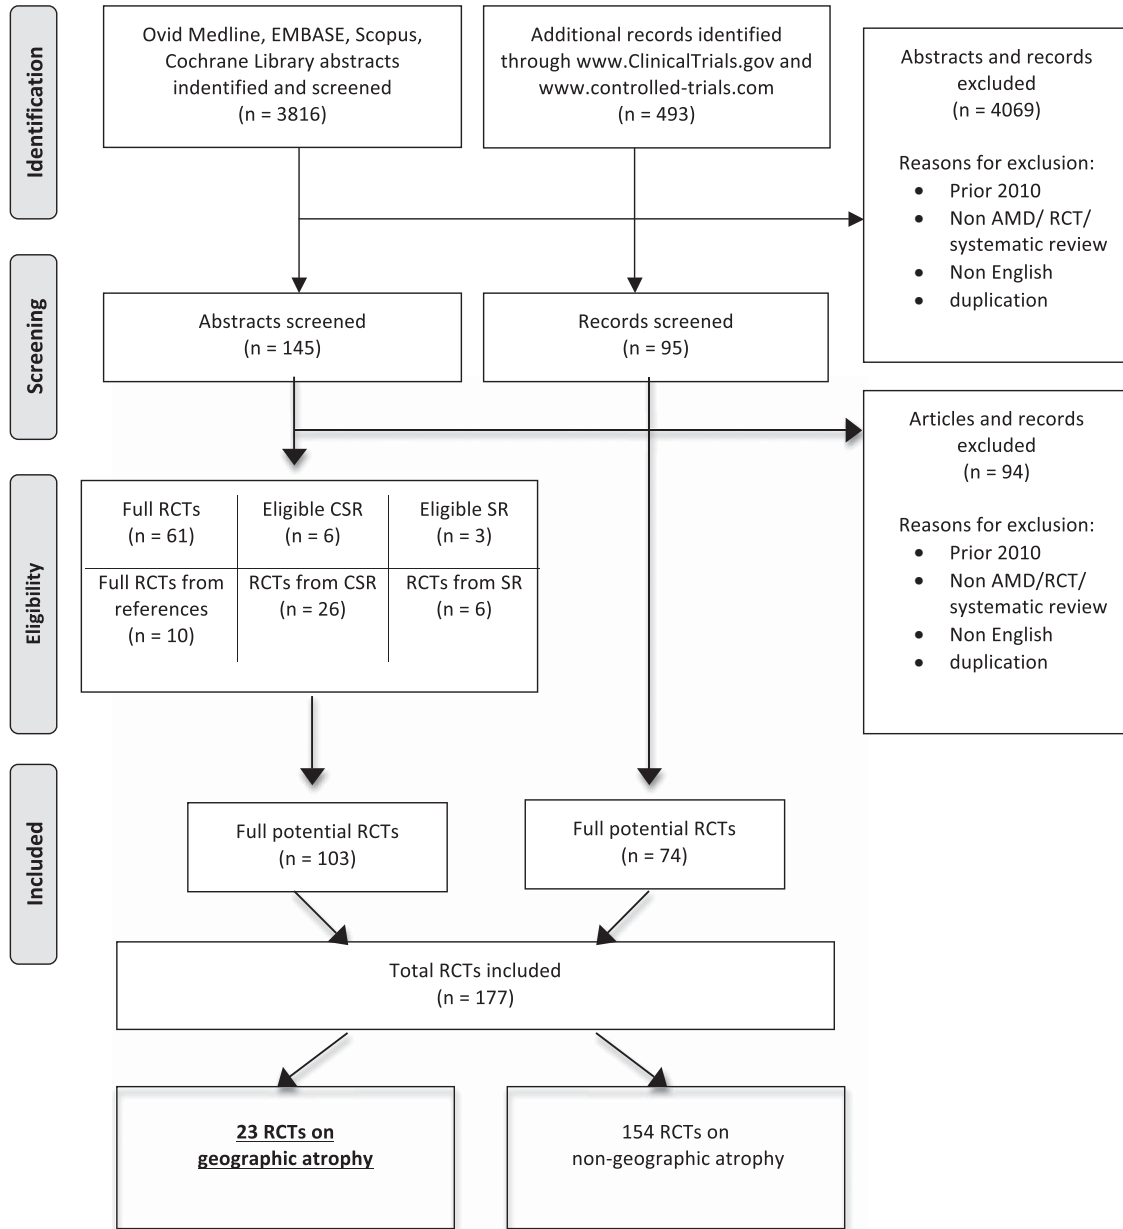 Identification
Ovid Medline, EMBASE, Scopus,
Cochrane Library abstracts
indentified and screened
(n = 3816)
Additional records identified
through www.ClinicalTrials.gov and
www.controlled-trials.com
(n = 493)
Abstracts and records
excluded
(n = 4069)
Reasons for exclusion:
• Prior 2010
• Non AMD/ RCT/
systematic review
• Non English
• duplication
Screening
Abstracts screened
(n = 145)
Records screened
(n = 95)
Articles and records
excluded
(n = 94)
Reasons for exclusion:
• Prior 2010
• Non AMD/RCT/
systematic review
• Non English
• duplication
Eligibility
Full RCTs
(n = 61)
Eligible CSR
(n = 6)
Eligible SR
(n = 3)
Full RCTs from
references
(n = 10)
RCTs from CSR
(n = 26)
RCTs from SR
(n = 6)
Included
Full potential RCTs
(n = 103)
Full potential RCTs
(n = 74)
Total RCTs included
(n = 177)
23 RCTs on
geographic atrophy
154 RCTs on
non-geographic atrophy